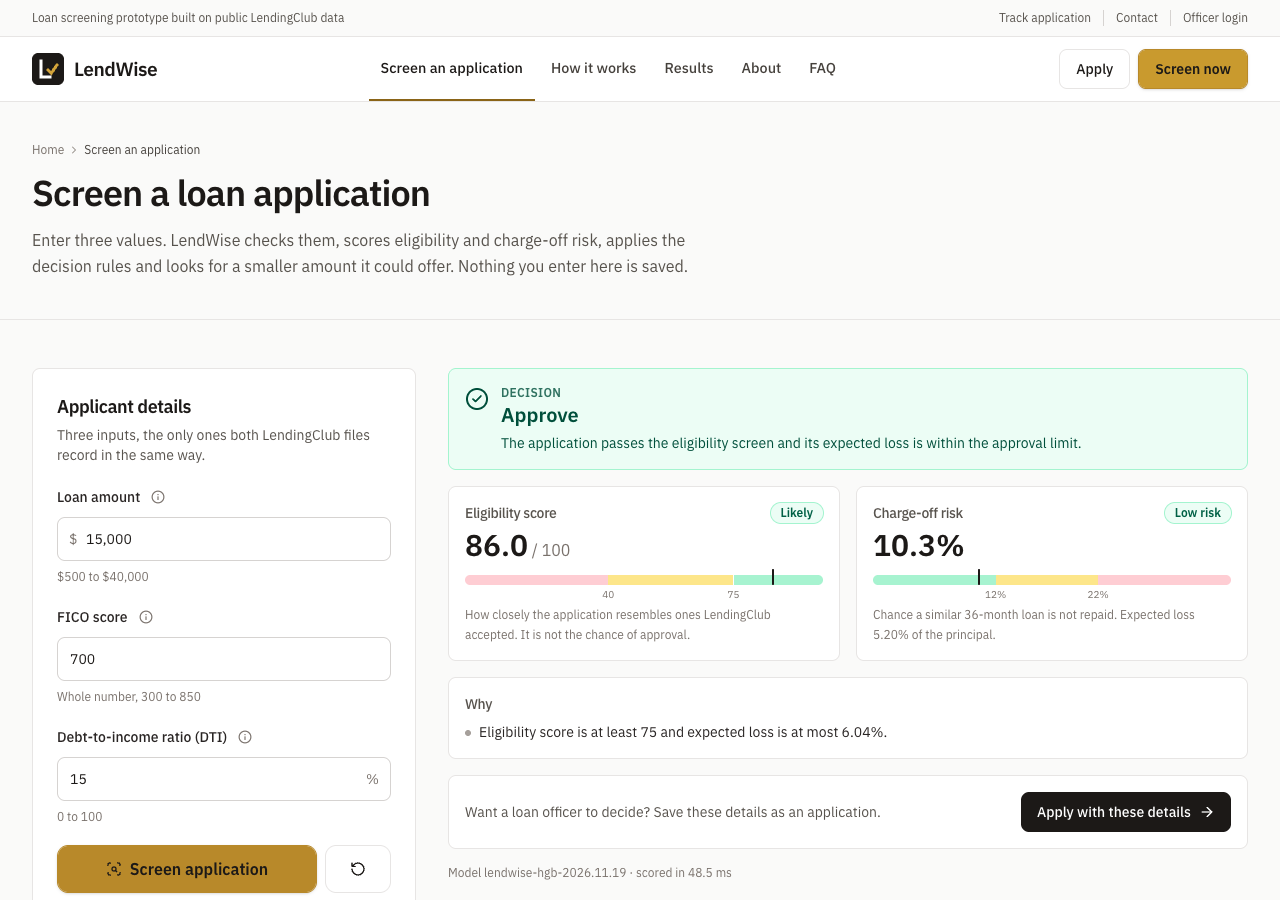 Loan screening prototype built on public LendingClub data
Track application
Contact
Officer login
LendWise
Screen an application
How it works
Results
About
FAQ
Apply
Screen now
Home
Screen an application
Screen a loan application
Enter three values. LendWise checks them, scores eligibility and charge-off risk, applies the
decision rules and looks for a smaller amount it could offer. Nothing you enter here is saved.
Applicant details
Three inputs, the only ones both LendingClub files
record in the same way.
Loan amount
$ 15,000
$500 to $40,000
FICO score
700
Whole number, 300 to 850
Debt-to-income ratio (DTI)
15 %
0 to 100
Screen application
DECISION
Approve
The application passes the eligibility screen and its expected loss is within the approval limit.
Eligibility score
Likely
86.0 / 100
40 75
How closely the application resembles ones LendingClub
accepted. It is not the chance of approval.
Charge-off risk
Low risk
10.3%
12% 22%
Chance a similar 36-month loan is not repaid. Expected loss
5.20% of the principal.
Why
Eligibility score is at least 75 and expected loss is at most 6.04%.
Want a loan officer to decide? Save these details as an application.
Apply with these details
Model lendwise-hgb-2026.11.19 · scored in 48.5 ms